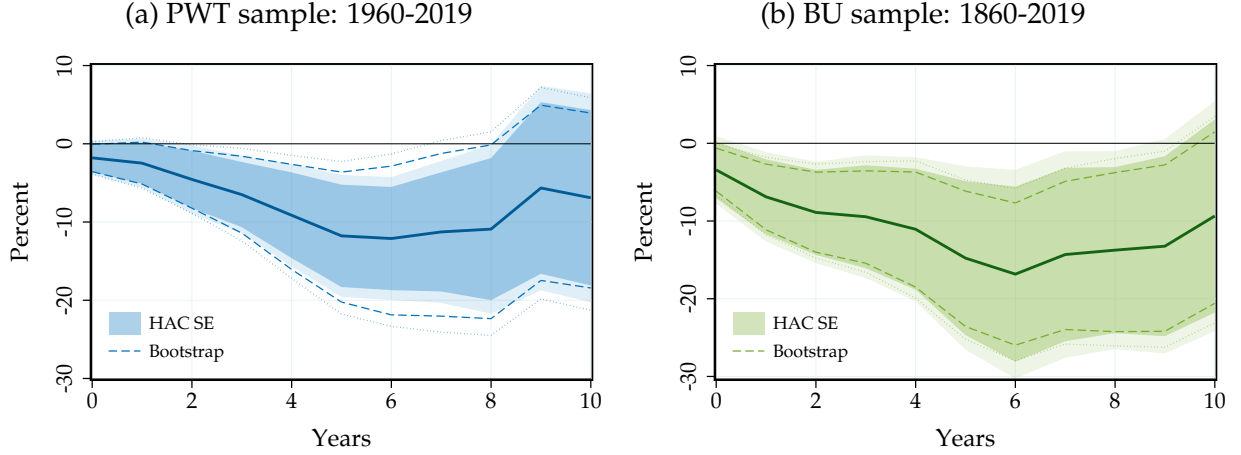 (a) PWT sample: 1960-2019
10
0
-10
-20
-30
Percent
HAC SE
Bootstrap
0 2 4 6 8 10
Years
(b) BU sample: 1860-2019
10
0
-10
-20
-30
Percent
HAC SE
Bootstrap
0 2 4 6 8 10
Years